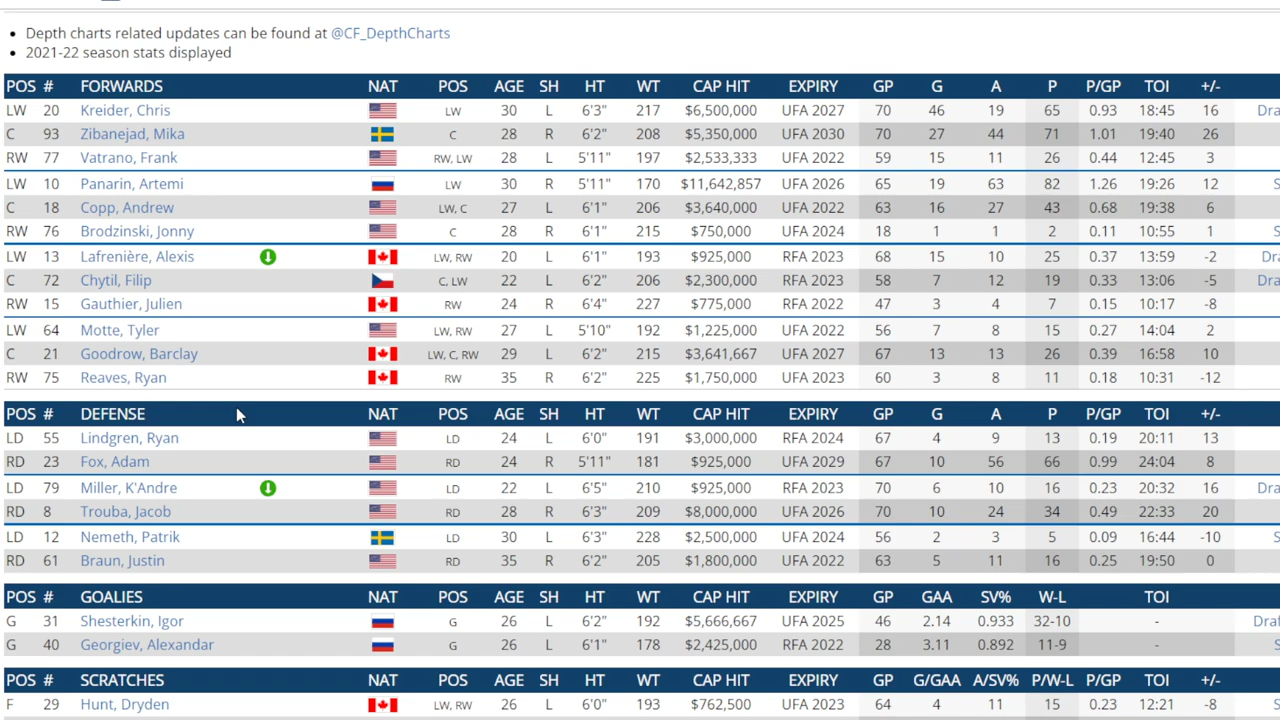 Depth charts related updates can be found at @CF_DepthCharts
2021-22 season stats displayed
POS # FORWARDS NAT POS AGE SH HT WT CAP HIT EXPIRY GP G A P P/GP TOI +/-
LW 20 Kreider, Chris LW 30 L 6'3" 217 $6,500,000 UFA 2027 70 46 19 65 0.93 18:45 16 Dra
C 93 Zibanejad, Mika C 28 R 6'2" 208 $5,350,000 UFA 2030 70 27 44 71 1.01 19:40 26
RW 77 Vatrano, Frank RW, LW 28 L 5'11" 197 $2,533,333 UFA 2022 59 15 11 26 0.44 12:45 3
LW 10 Panarin, Artemi LW 30 R 5'11" 170 $11,642,857 UFA 2026 65 19 63 82 1.26 19:26 12 S
C 18 Copp, Andrew LW, C 27 L 6'1" 206 $3,640,000 UFA 2022 63 16 27 43 0.68 19:38 6
RW 76 Brodzinski, Jonny C 28 R 6'1" 215 $750,000 UFA 2024 18 1 1 2 0.11 10:55 1 S
LW 13 Lafrenière, Alexis LW, RW 20 L 6'1" 193 $925,000 RFA 2023 68 15 10 25 0.37 13:59 -2 Dra
C 72 Chytil, Filip C, LW 22 L 6'2" 206 $2,300,000 RFA 2023 58 7 12 19 0.33 13:06 -5 Dra
RW 15 Gauthier, Julien RW 24 R 6'4" 227 $775,000 RFA 2022 47 3 4 7 0.15 10:17 -8
LW 64 Motte, Tyler LW, RW 27 L 5'10" 192 $1,225,000 UFA 2022 56 7 8 15 0.27 14:04 2
C 21 Goodrow, Barclay LW, C, RW 29 L 6'2" 215 $3,641,667 UFA 2027 67 13 13 26 0.39 16:58 10
RW 75 Reaves, Ryan RW 35 R 6'2" 225 $1,750,000 UFA 2023 60 3 8 11 0.18 10:31 -12
POS # DEFENSE NAT POS AGE SH HT WT CAP HIT EXPIRY GP G A P P/GP TOI +/-
LD 55 Lindgren, Ryan LD 24 L 6'0" 191 $3,000,000 RFA 2024 67 4 9 13 0.19 20:11 13
RD 23 Fox, Adam RD 24 R 5'11" 181 $925,000 UFA 2029 67 10 56 66 0.99 24:04 8
LD 79 Miller, K'Andre LD 22 L 6'5" 210 $925,000 RFA 2023 70 6 10 16 0.23 20:32 16 Dra
RD 8 Trouba, Jacob RD 28 R 6'3" 209 $8,000,000 UFA 2026 70 10 24 34 0.49 22:33 20
LD 12 Nemeth, Patrik LD 30 L 6'3" 228 $2,500,000 UFA 2024 56 2 3 5 0.09 16:44 -10 S
RD 61 Braun, Justin RD 35 R 6'2" 205 $1,800,000 UFA 2022 63 5 11 16 0.25 19:50 0
POS # GOALIES NAT POS AGE SH HT WT CAP HIT EXPIRY GP GAA SV% W-L TOI
G 31 Shesterkin, Igor G 26 L 6'2" 192 $5,666,667 UFA 2025 46 2.14 0.933 32-10 - Draf
G 40 Georgiev, Alexandar G 26 L 6'1" 178 $2,425,000 RFA 2022 28 3.11 0.892 11-9 - S
POS # SCRATCHES NAT POS AGE SH HT WT CAP HIT EXPIRY GP G/GAA A/SV% P/W-L P/GP TOI +/-
F 29 Hunt, Dryden LW, RW 26 L 6'0" 193 $762,500 UFA 2023 64 4 11 15 0.23 12:21 -8